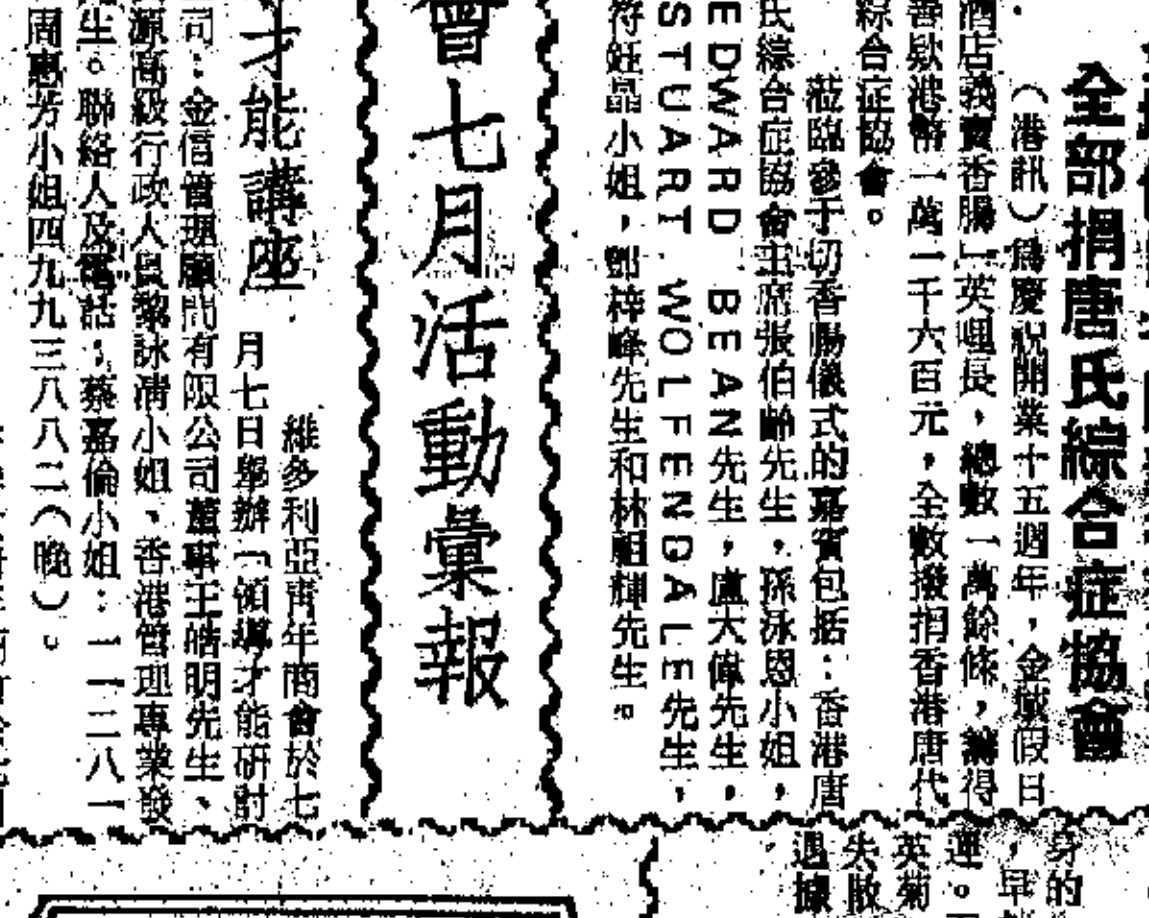 全部捐唐氏綜合症協會
(港訊)爲慶祝開業十五週年,金域假日
酒店義賣香腸」英哩長,總數一萬餘條,籌得
善欵港幣一萬一千六百元,全數撥捐香港唐代
綜合症協會。
蒞臨參于切香腸儀式的嘉賓包括:香港唐
氏綜合症協會主席張伯齡先生,孫泳恩小姐,
EDWARD BEAN先生,盧大偉先生,
STUART WOLFENDALE先生,
符鈺晶小姐,鄧梓峰先生和林祖輝先生。
會七月活動彙報
才能講座
維多利亞青年商會於七
月七日舉辦「領導才能研討
司:金信管理顧問有限公司董事王皓明先生、
源高級行政人員黎詠清小姐、香港管理專業發
生。聯絡人及電話:蔡嘉倫小姐:一一二八一
周惠芳小姐四九九三八八二(晚)。
身的
,早
運。
英菊
失敗
遇據